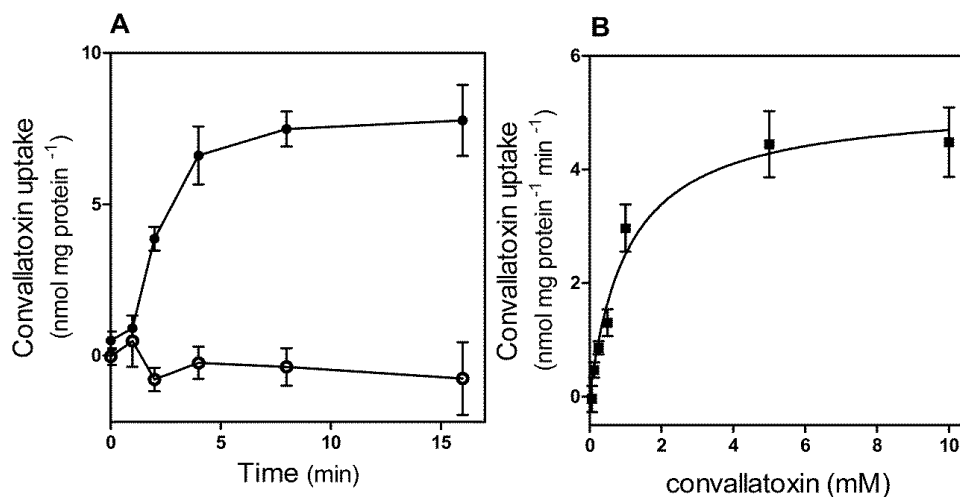 A
Convallatoxin uptake
(nmol mg protein -1)
10
5
0
0
5
10
15
Time (min)
B
Convallatoxin uptake
(nmol mg protein-1 min -1)
6
4
2
0
0
2
4
6
8
10
convallatoxin (mM)